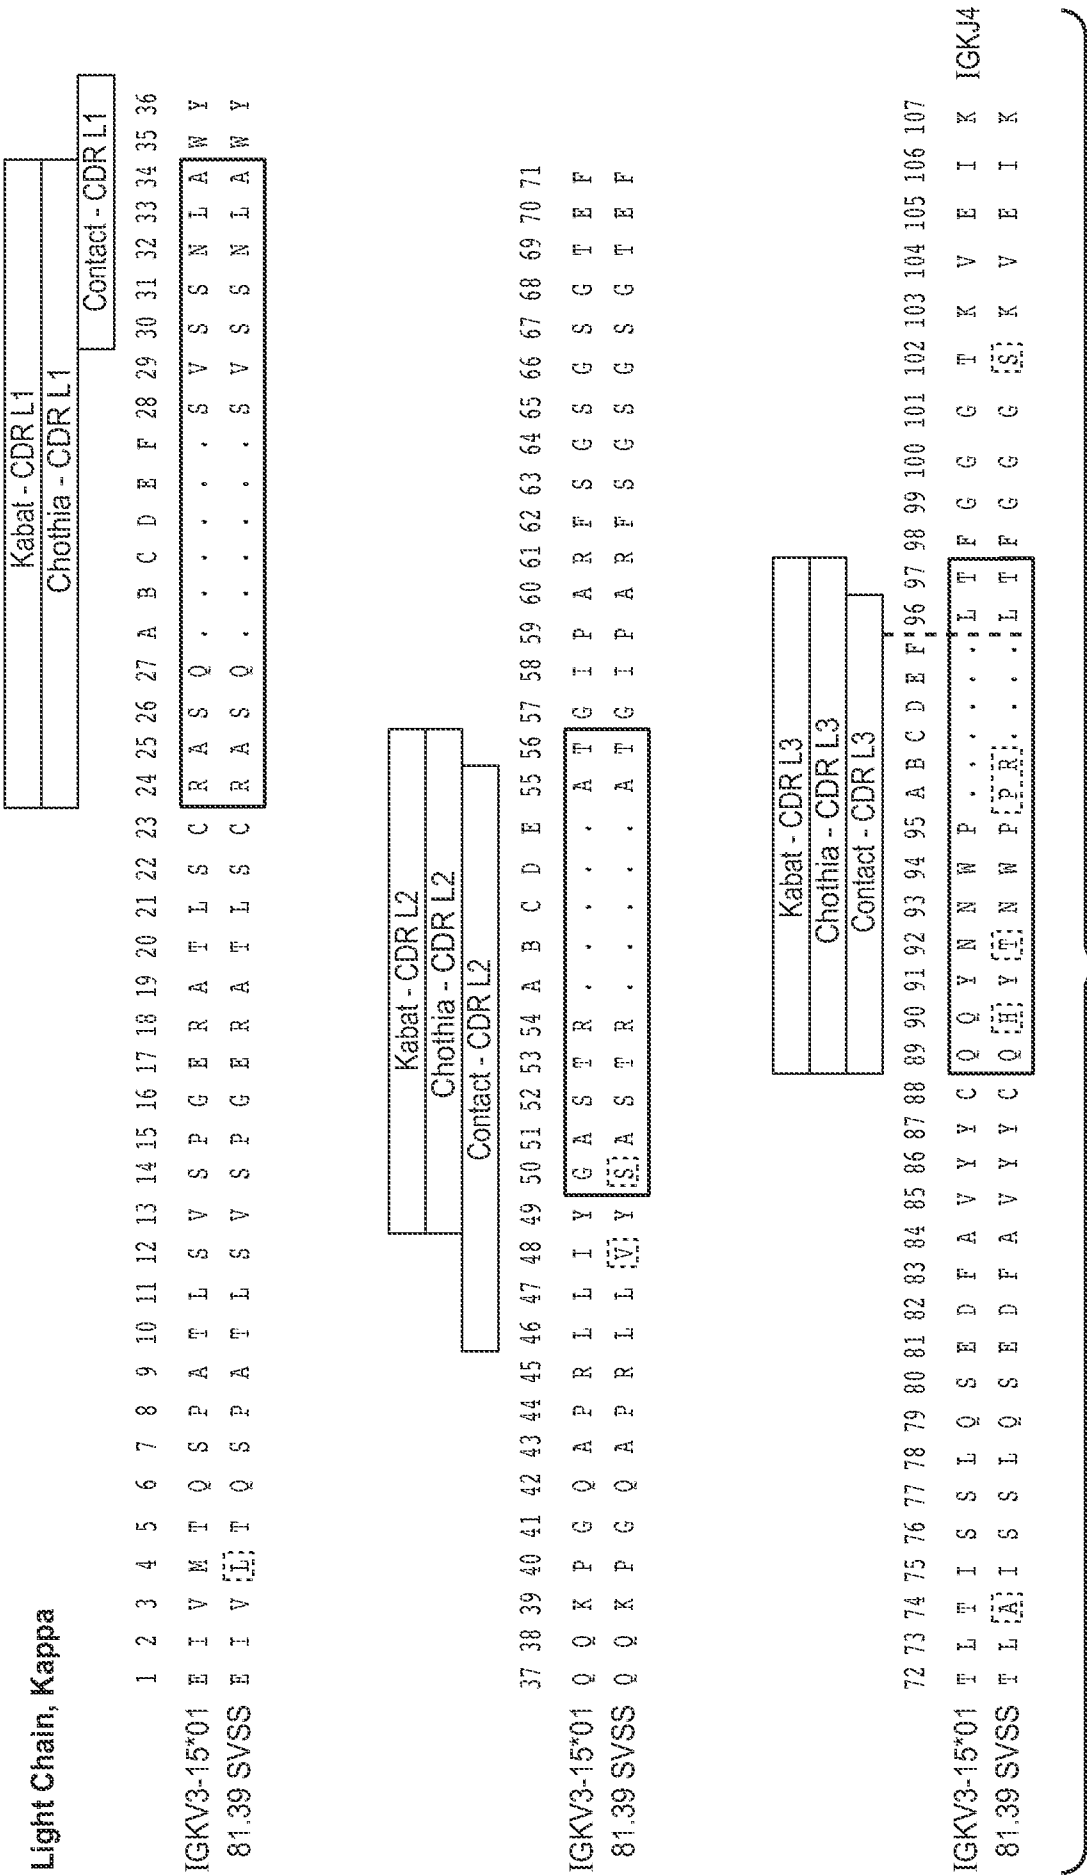 Light Chain, Kappa
Kabat - CDR L1
Chothia - CDR L1
Contact - CDR L1
1 2 3 4 5 6 7 8 9 10 11 12 13 14 15 16 17 18 19 20 21 22 23 24 25 26 27 A B C D E F 28 29 30 31 32 33 34 35 36
IGKV3-15*01 E I V M T Q S P A T L S V S P G E R A T L S C R A S Q . . . . . . S V S S N L A W Y
81.39 SVSS E I V L T Q S P A T L S V S P G E R A T L S C R A S Q . . . . . . S V S S N L A W Y
Kabat - CDR L2
Chothia - CDR L2
Contact - CDR L2
37 38 39 40 41 42 43 44 45 46 47 48 49 50 51 52 53 54 A B C D E 55 56 57 58 59 60 61 62 63 64 65 66 67 68 69 70 71
IGKV3-15*01 Q Q K P G Q A P R L L I Y G A S T R . . . . . A T G I P A R F S G S G S G T E F
81.39 SVSS Q Q K P G Q A P R L L V Y S A S T R . . . . . A T G I P A R F S G S G S G T E F
Kabat - CDR L3
Chothia - CDR L3
Contact - CDR L3
72 73 74 75 76 77 78 79 80 81 82 83 84 85 86 87 88 89 90 91 92 93 94 95 A B C D E F 96 97 98 99 100 101 102 103 104 105 106 107
IGKV3-15*01 T L T I S S L Q S E D F A V Y Y C Q Q Y N N W P . . . . . . L T F G G G T K V E I K IGKJ4
81.39 SVSS T L A I S S L Q S E D F A V Y Y C Q H Y T N W P P R . . . . L T F G G G S K V E I K